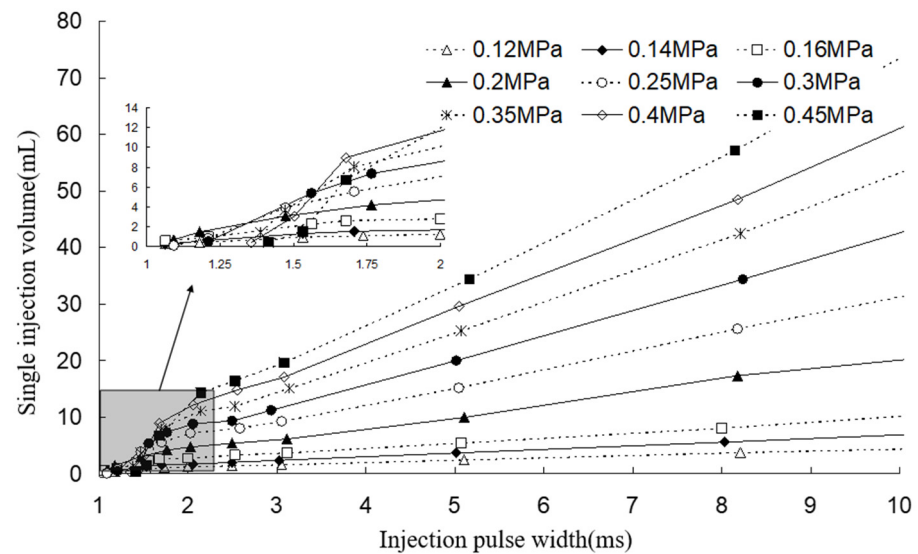 80
70
60
50
40
30
20
10
0
Single injection volume(mL)
0.12MPa 0.14MPa 0.16MPa
0.2MPa 0.25MPa 0.3MPa
0.35MPa 0.4MPa 0.45MPa
14
12
10
8
6
4
2
0
1 1.25 1.5 1.75 2
1 2 3 4 5 6 7 8 9 10
Injection pulse width(ms)